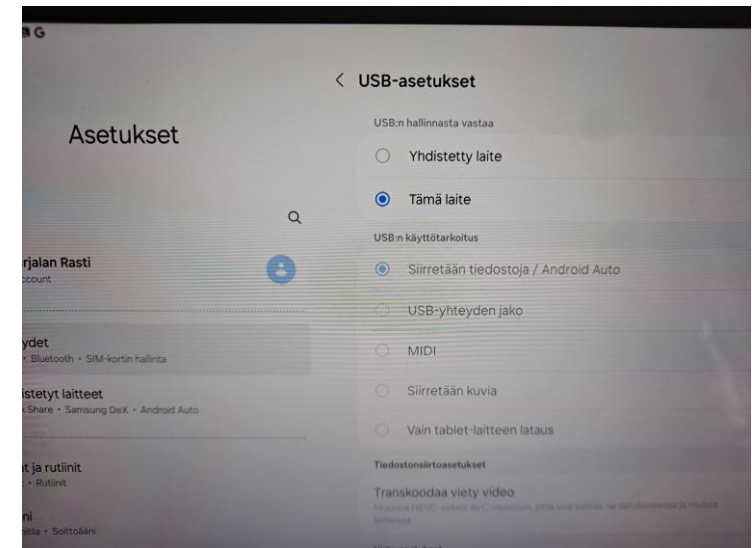 G
USB-asetukset
Asetukset
USB:n hallinnasta vastaa
Yhdistetty laite
Tämä laite
USB:n käyttötarkoitus
rjalan Rasti
ccount
Siirretään tiedostoja / Android Auto
USB-yhteyden jako
ydet
• Bluetooth • SIM-kortin hallinta
MIDI
istetyt laitteet
Share • Samsung DeX • Android Auto
Siirretään kuvia
Vain tablet-laitteen lataus
t ja rutiinit
• Rutiinit
Tiedostonsiirtoasetukset
Transkoodaa viety video
ni
• Soittoääni